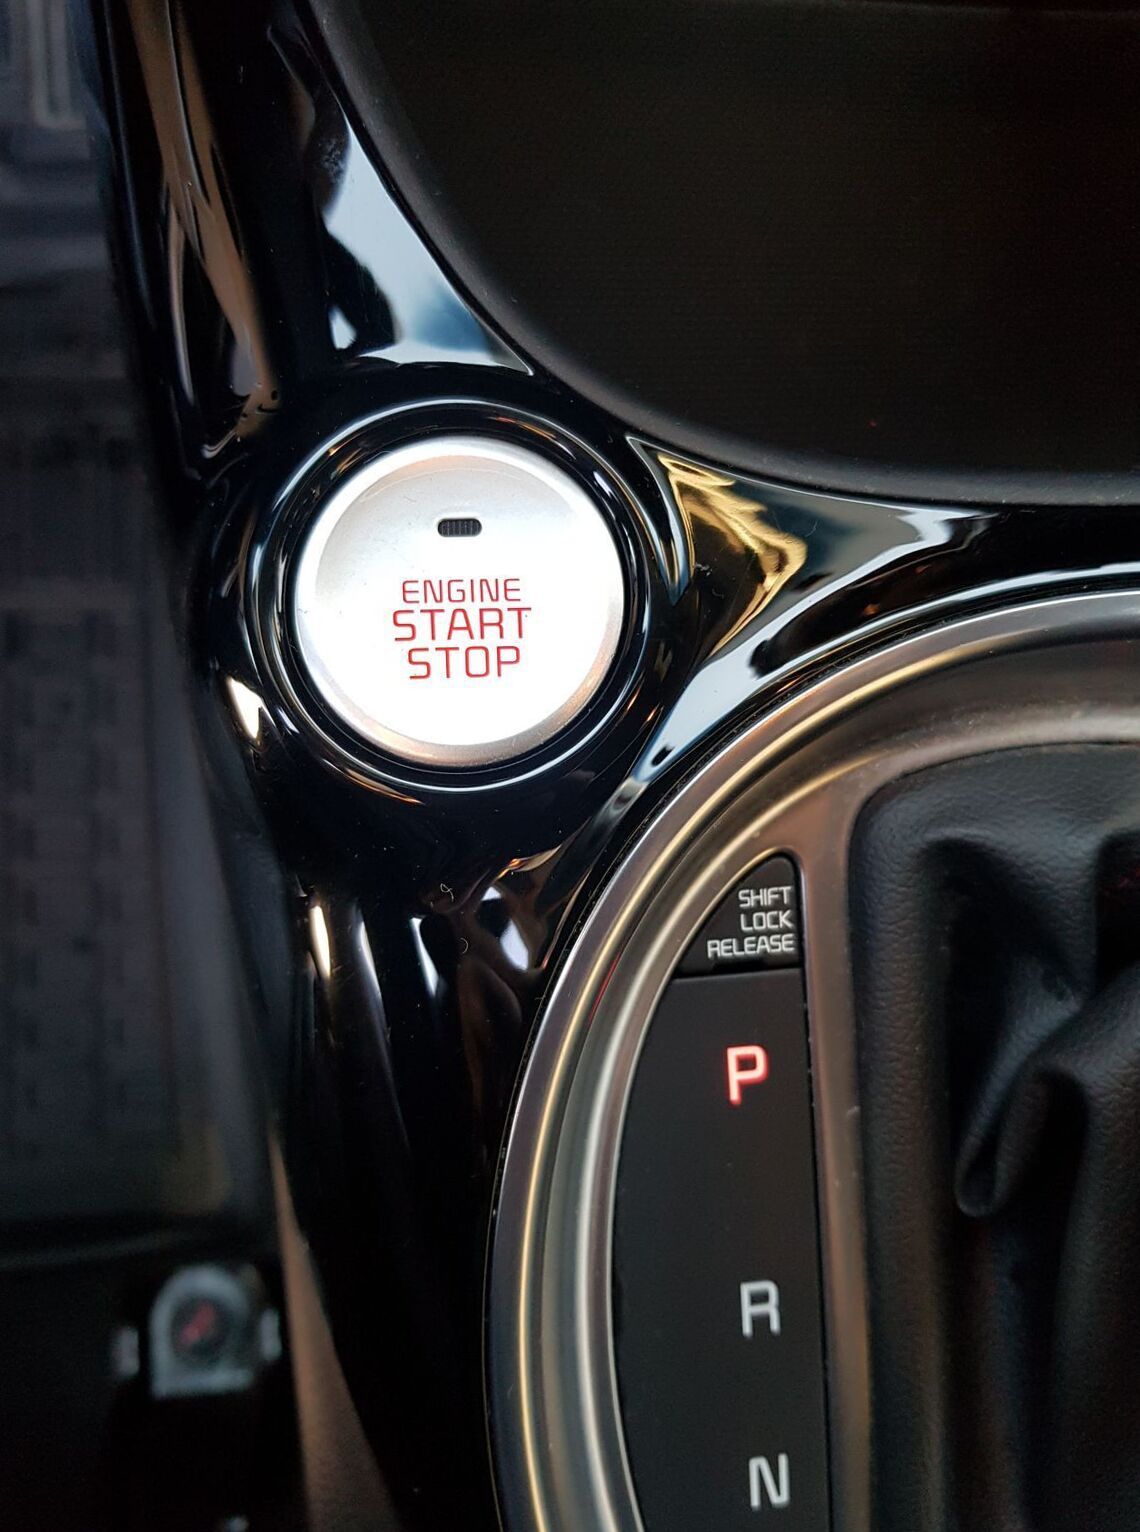 ENGINE
START
STOP
SHIFT
LOCK
RELEASE
P
R
N